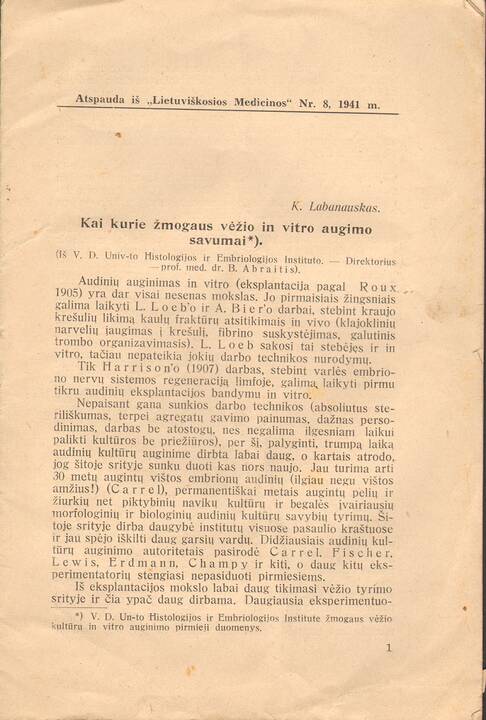 Atspauda iš „Lietuviškosios Medicinos" Nr. 8, 1941 m.
K. Labanauskas.
Kai kurie žmogaus vėžio in vitro augimo
savumai*).
(Iš V. D. Univ-to Histologijos ir Embriologijos Instituto. — Direktorius
— prof. med. dr. B. Abraitis).
Audinių auginimas in vitro (eksplantacija pagal Roux
1905) yra dar visai nesenas mokslas. Jo pirmaisiais žingsniais
galima laikyti L. Loeb'o ir A. Bier'o darbai, stebint kraujo
krešulių likimą kaulų fraktūrų atsitikimais in vivo (klajoklinių
narvelių įaugimas į krešulį, fibrino suskystėjimas, galutinis
trombo organizavimasis). L. Loeb sakosi tai stebėjęs ir in
vitro, tačiau nepateikia jokių darbo technikos nurodymų.
Tik Harrison'o (1907) darbas, stebint varlės embrio-
no nervų sistemos regeneraciją limfoje, galima laikyti pirmu
tikru audinių eksplantacijos bandymu in vitro.
Nepaisant gana sunkios darbo technikos (absoliutus ste-
riliškumas, terpei agregatų gavimo painumas, dažnas perso-
dinimas, darbas be atostogų, nes negalima ilgesniam laikui
palikti kultūros be priežiūros), per šį, palyginti, trumpą laiką
audinių kultūrų auginime dirbta labai daug, o kartais atrodo,
jog šitoje srityje sunku duoti kas nors naujo. Jau turima arti
30 metų augintų vištos embrionų audinių (ilgiau negu vištos
amžius!) (Carrel), permanentiškai metais augintų pelių ir
žiurkių net piktybinių navikų kultūrų ir begalės įvairiausių
morfologinių ir biologinių audinių kultūrų savybių tyrimų. Ši-
toje srityje dirba daugybė institutų visuose pasaulio kraštuose
ir jau spėjo iškilti daug garsių vardų. Didžiausiais audinių kul-
tūrų auginimo autoritetais pasirodė Carrel, Fischer,
Lewis, Erdmann, Champy ir kiti, o daug kitų eks-
perimentatorių stengiasi nepasiduoti pirmiesiems.
Iš eksplantacijos mokslo labai daug tikimasi vėžio tyrimo
srityje ir čia ypač daug dirbama. Daugiausia eksperimentuo-
*) V. D. Un-to Histologijos ir Embriologijos Institute žmogaus vėžio
kultūrų in vitro auginimo pirmieji duomenys.
1